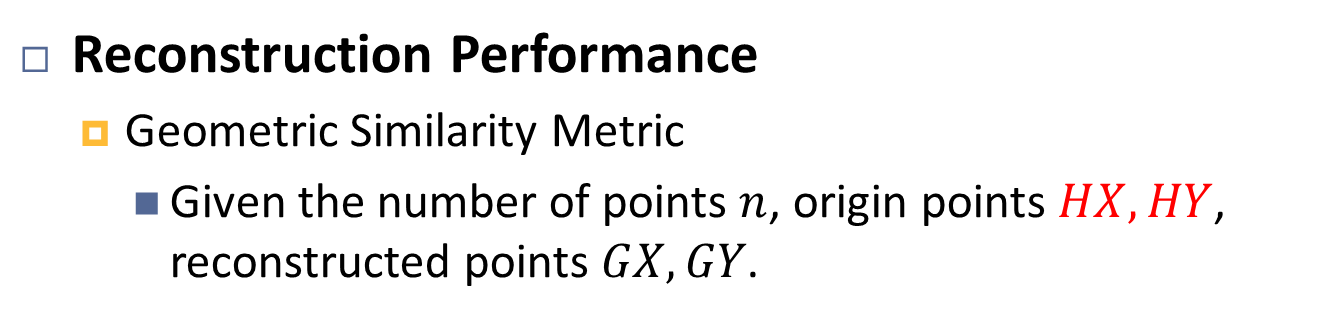 Reconstruction Performance
Geometric Similarity Metric
Given the number of points n, origin points HX, HY,
reconstructed points GX, GY.